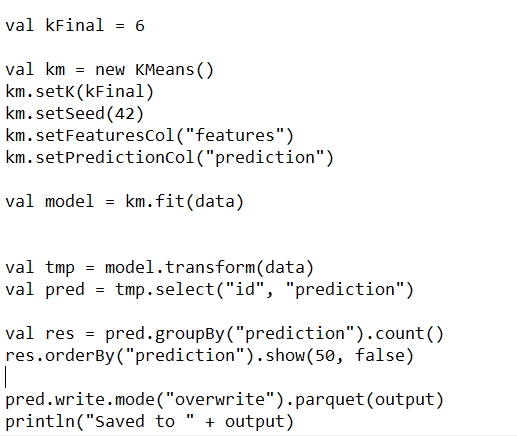 val kFinal = 6
val km = new KMeans()
km.setK(kFinal)
km.setSeed(42)
km.setFeaturesCol("features")
km.setPredictionCol("prediction")
val model = km.fit(data)
val tmp = model.transform(data)
val pred = tmp.select("id", "prediction")
val res = pred.groupBy("prediction").count()
res.orderBy("prediction").show(50, false)
pred.write.mode("overwrite").parquet(output)
println("Saved to " + output)